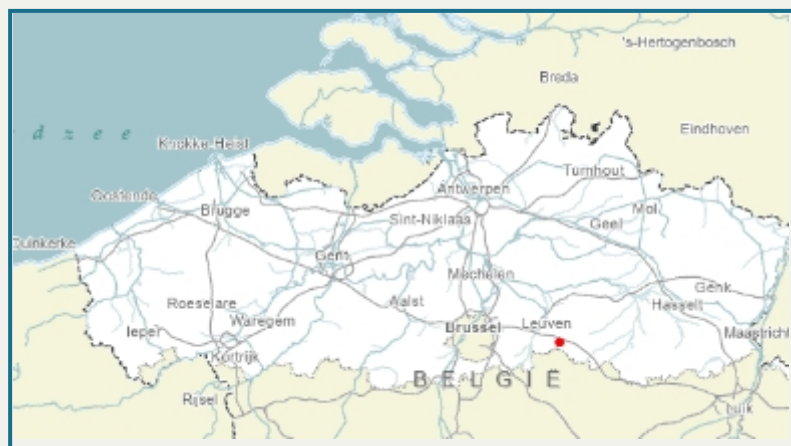 's-Hertogenbosch
Breda
dzee
Eindhoven
Knokke-Heist
Turnhout
Antwerpen
Oostende
Mol
Brugge
Sint-Niklaas
Geel
Duinkerke
Gent
Mechelen
Genk
Roeselare
Aalst
Hasselt
Waregem
Ieper
Brussel
Leuven
Maastricht
Kortrijk
BELGIË
Rijsel
Luik